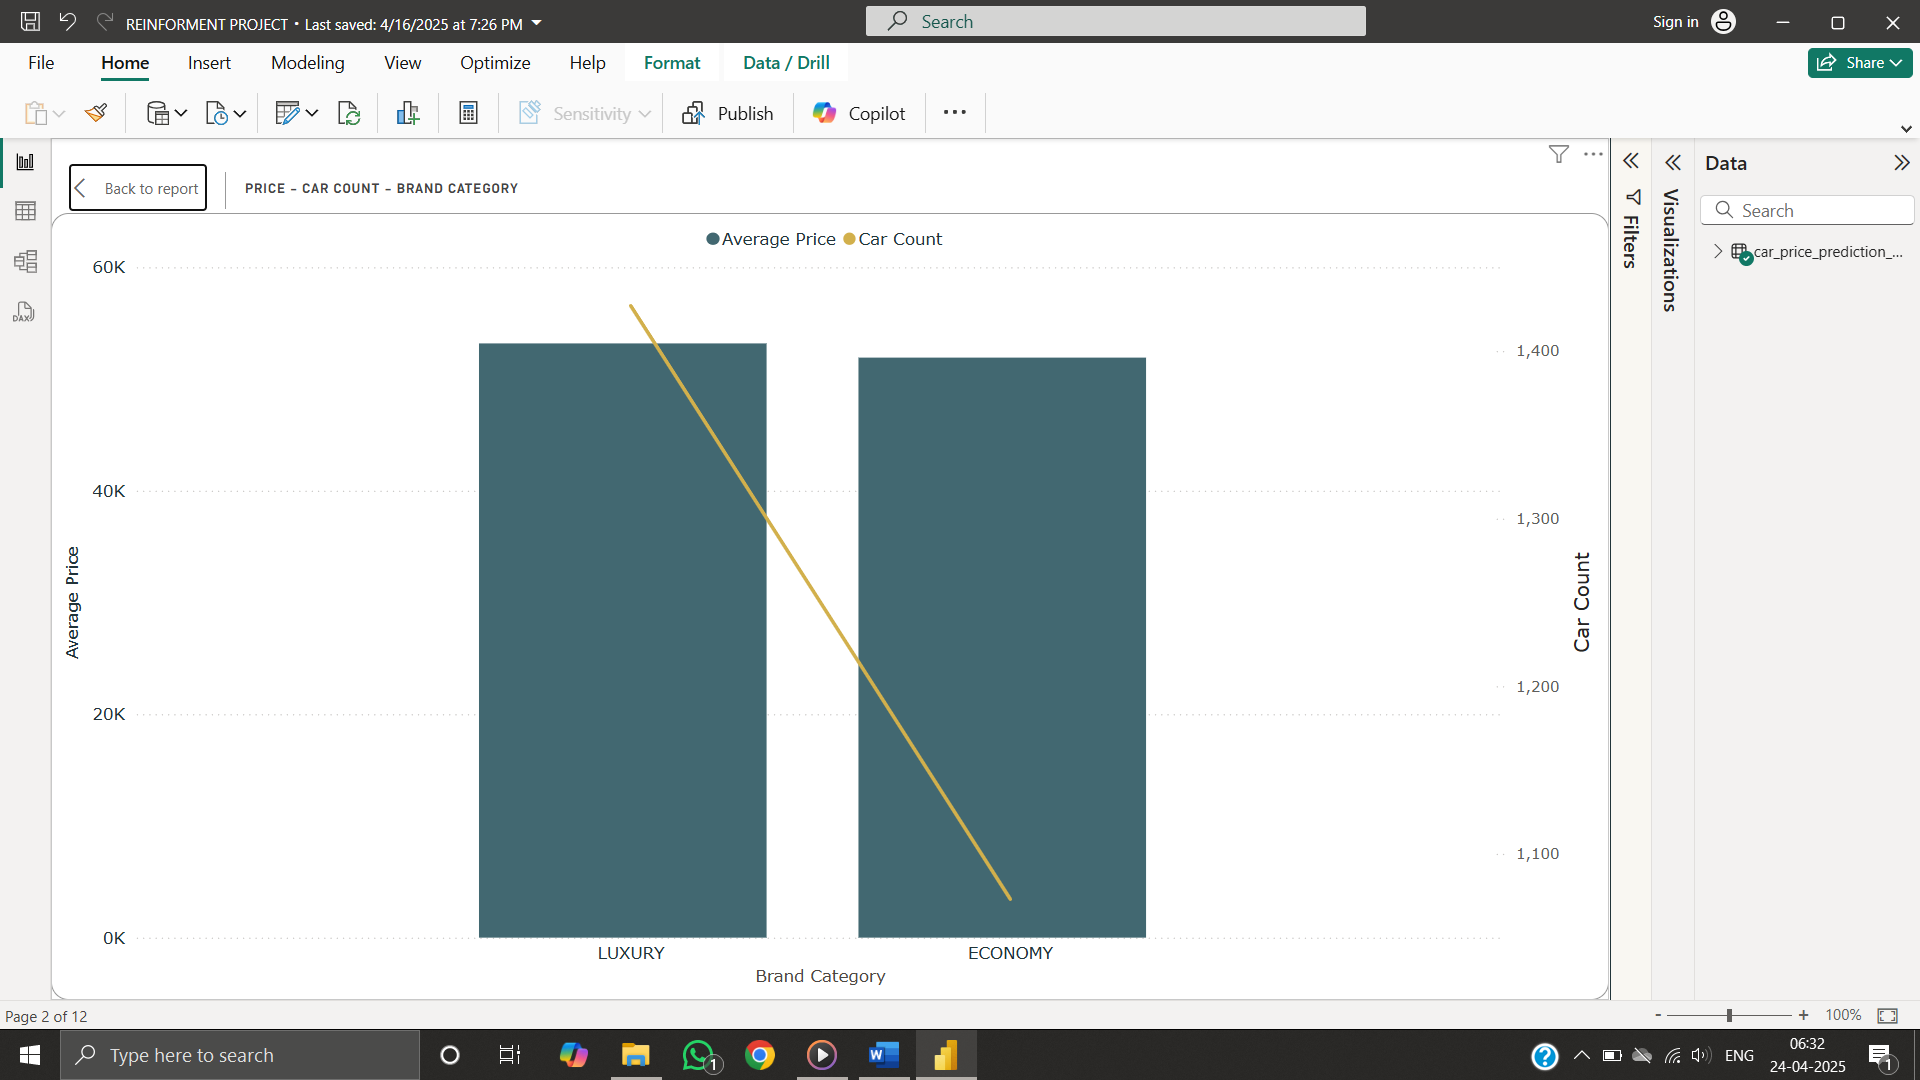 REINFORMENT PROJECT • Last saved: 4/16/2025 at 7:26 PM
Search
Sign in
File Home Insert Modeling View Optimize Help Format Data / Drill
Share
Sensitivity
Publish
Copilot
Back to report
PRICE – CAR COUNT – BRAND CATEGORY
Average Price Car Count
60K
40K
20K
0K
Average Price
1,400
1,300
1,200
1,100
Car Count
LUXURY ECONOMY
Brand Category
Filters
Visualizations
Data
Search
car_price_prediction_...
DAX
Page 2 of 12
- + 100%
Type here to search
1
W
?
ENG
06:32
24-04-2025
1